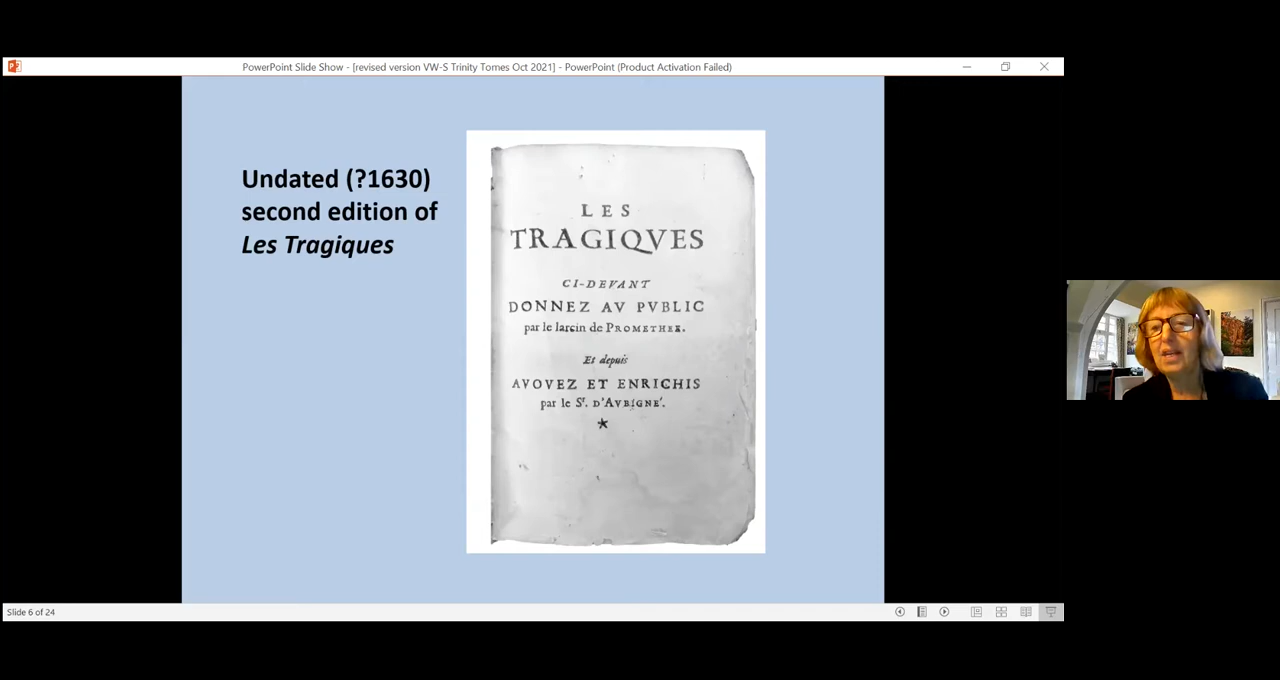 PowerPoint Slide Show - [revised version VW-S Trinity Tomes Oct 2021] - PowerPoint (Product Activation Failed)
Undated (?1630)
second edition of
Les Tragiques
LES
TRAGIQVES
CI-DEVANT
DONNEZ AV PVBLIC
par le larcin de PROMETHEE.
Et depuis
AVOVEZ ET ENRICHIS
par le Sr. D'AVBIGNÉ.
Slide 6 of 24